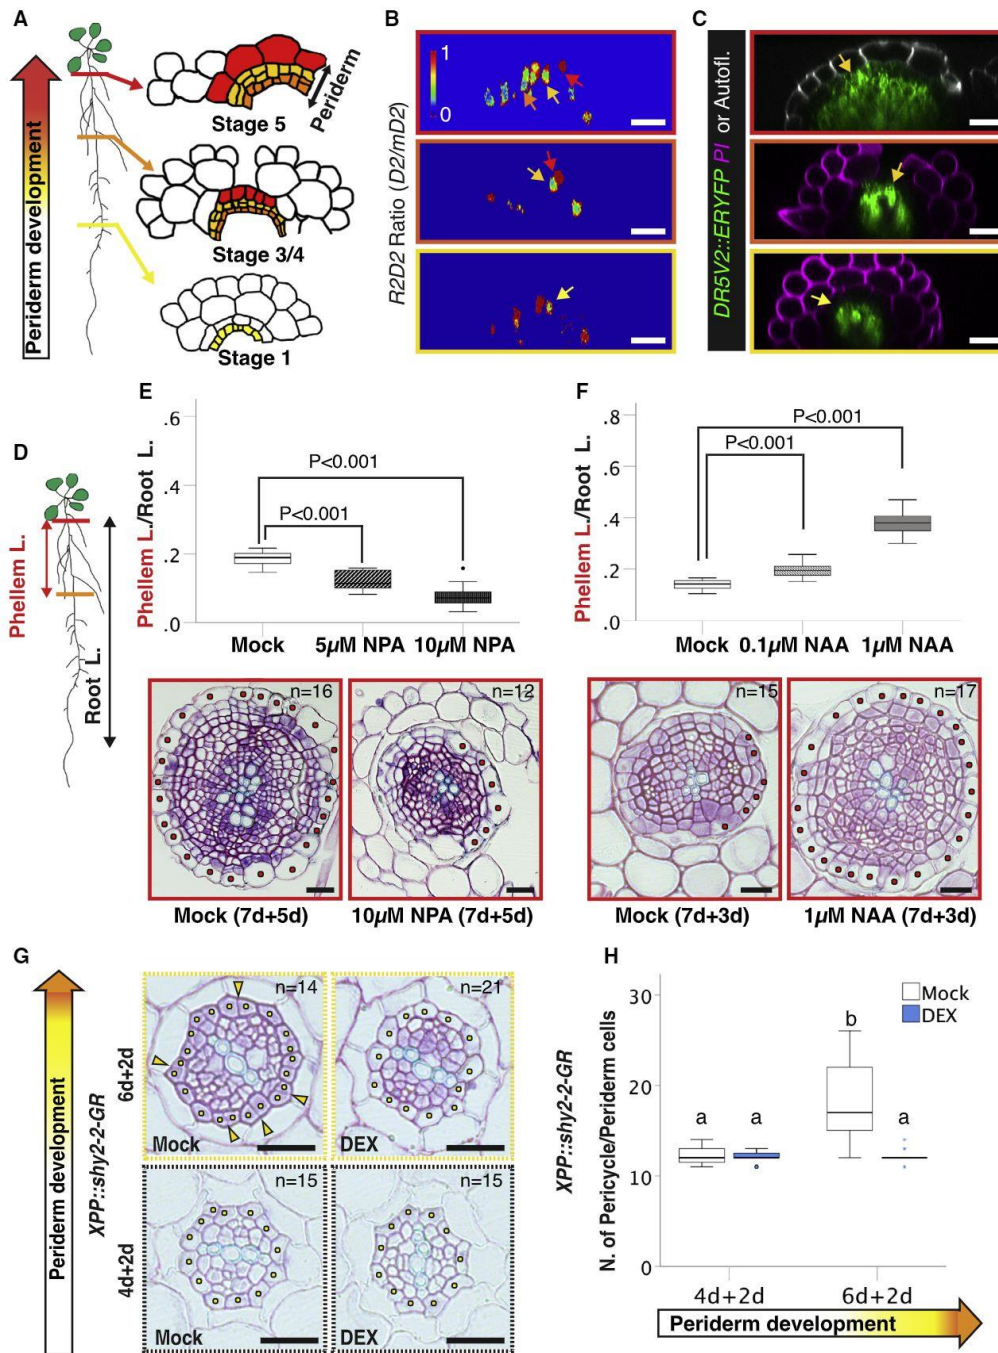 A
Periderm development
Periderm
Stage 5
Stage 3/4
Stage 1
B
R2D2 Ratio (D2/mD2)
1
0
C
DR5V2::ERYFP PI or Autofl.
D
Phellem L.
Root L.
E
Phellem L./Root L.
.6
.4
.2
.0
P<0.001
P<0.001
Mock
5µM NPA
10µM NPA
n=16
n=12
Mock (7d+5d)
10µM NPA (7d+5d)
F
Phellem L./Root L.
.8
.6
.4
.2
.0
P<0.001
P<0.001
Mock
0.1µM NAA
1µM NAA
n=15
n=17
Mock (7d+3d)
1µM NAA (7d+3d)
G
Periderm development
XPP::shy2-2-GR
6d+2d
n=14
Mock
n=21
DEX
4d+2d
n=15
Mock
n=15
DEX
H
XPP::shy2-2-GR
N. of Pericycle/Periderm cells
30
20
10
0
Mock
DEX
a
a
b
a
4d+2d
6d+2d
Periderm development